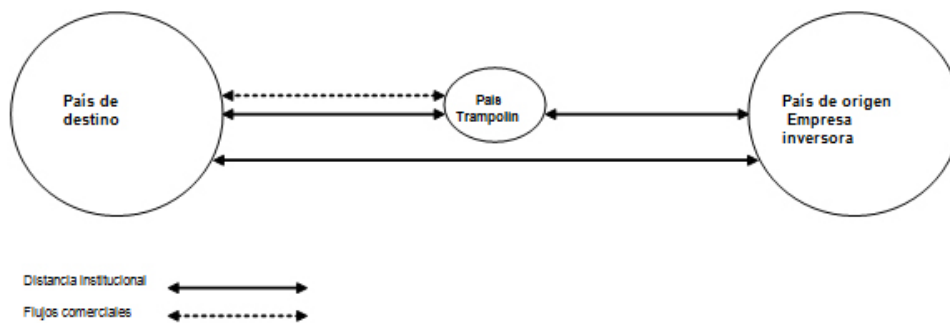 País de
destino
País
Trampolín
País de origen
Empresa
inversora
Distancia Institucional
Flujos comerciales